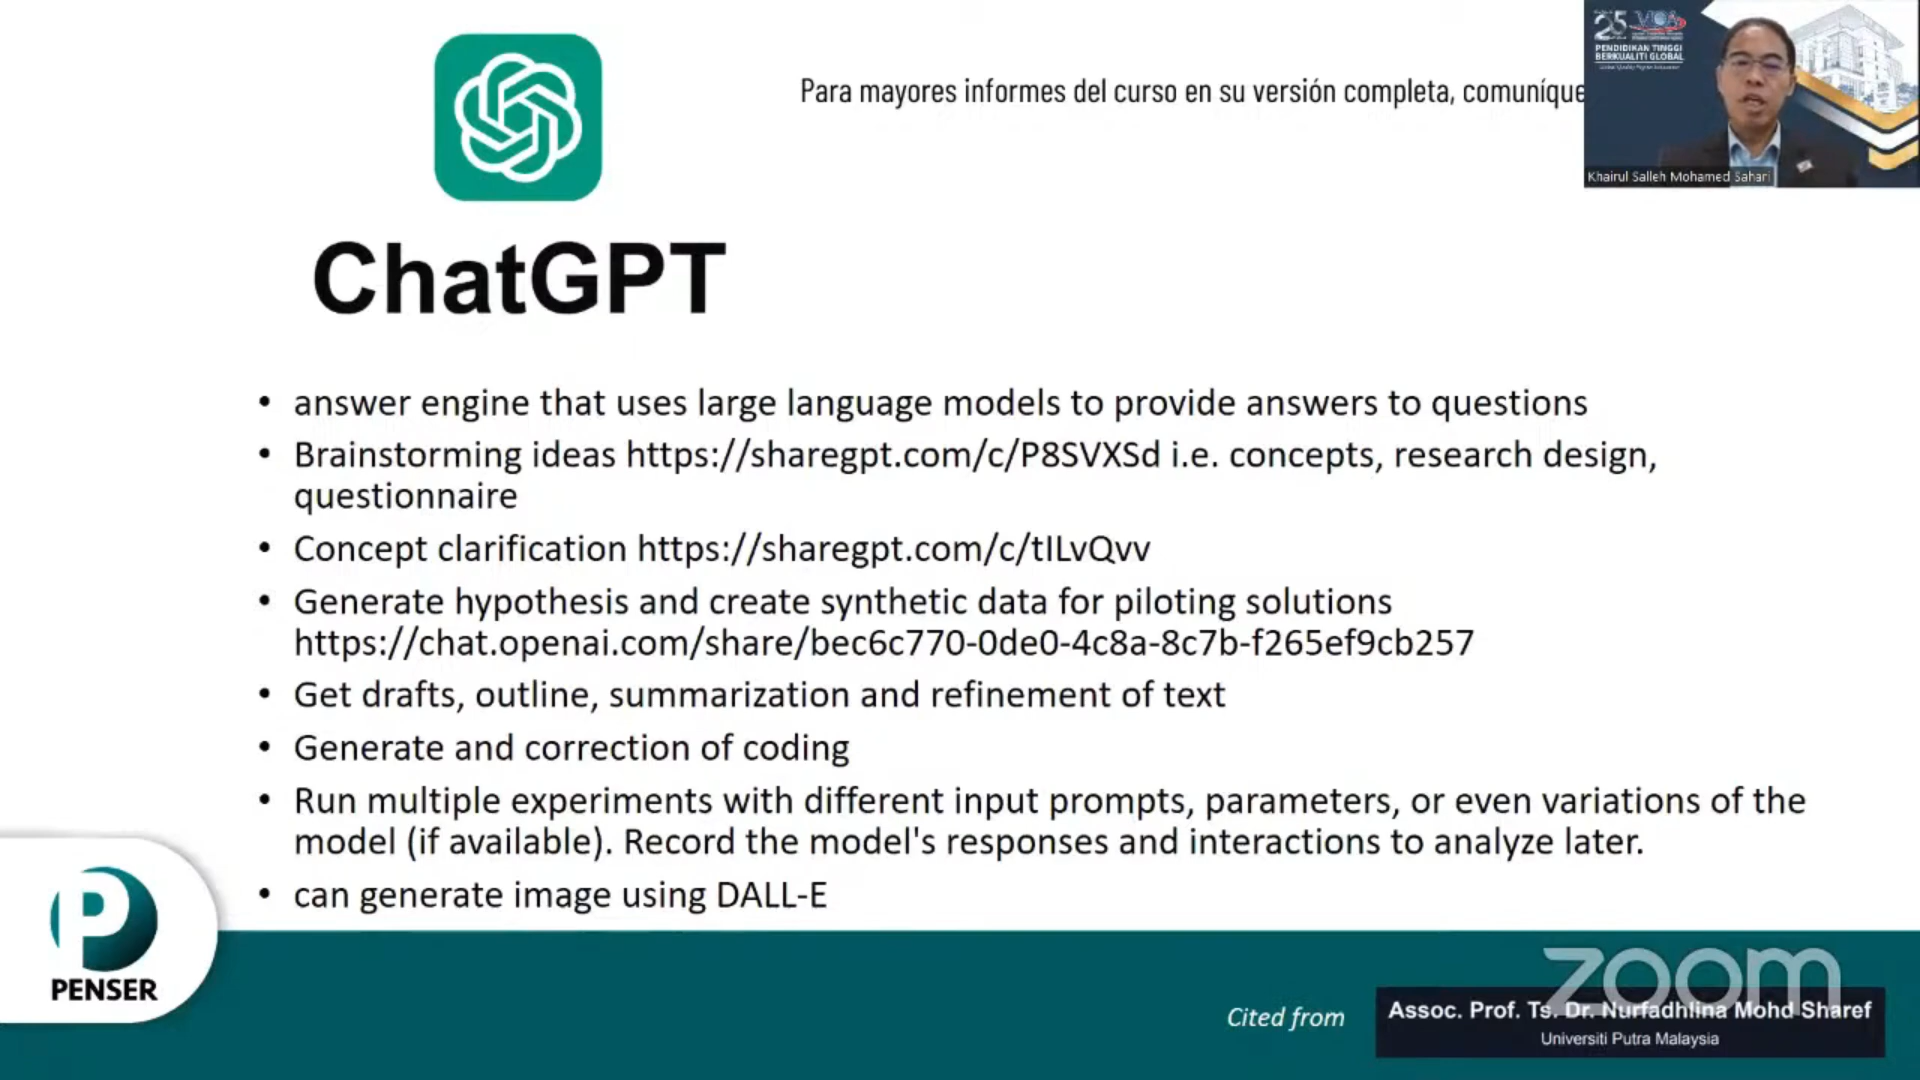 Para mayores informes del curso en su versión completa, comuníque
25
PENDIDIKAN TINGGI
BERKUALITI GLOBAL
Khairul Salleh Mohamed Sahari
ChatGPT
• answer engine that uses large language models to provide answers to questions
• Brainstorming ideas https://sharegpt.com/c/P8SVXSd i.e. concepts, research design,
questionnaire
• Concept clarification https://sharegpt.com/c/tILvQvv
• Generate hypothesis and create synthetic data for piloting solutions
https://chat.openai.com/share/bec6c770-0de0-4c8a-8c7b-f265ef9cb257
• Get drafts, outline, summarization and refinement of text
• Generate and correction of coding
• Run multiple experiments with different input prompts, parameters, or even variations of the
model (if available). Record the model's responses and interactions to analyze later.
• can generate image using DALL-E
P
PENSER
zoom
Cited from
Assoc. Prof. Ts. Dr. Nurfadhlina Mohd Sharef
Universiti Putra Malaysia